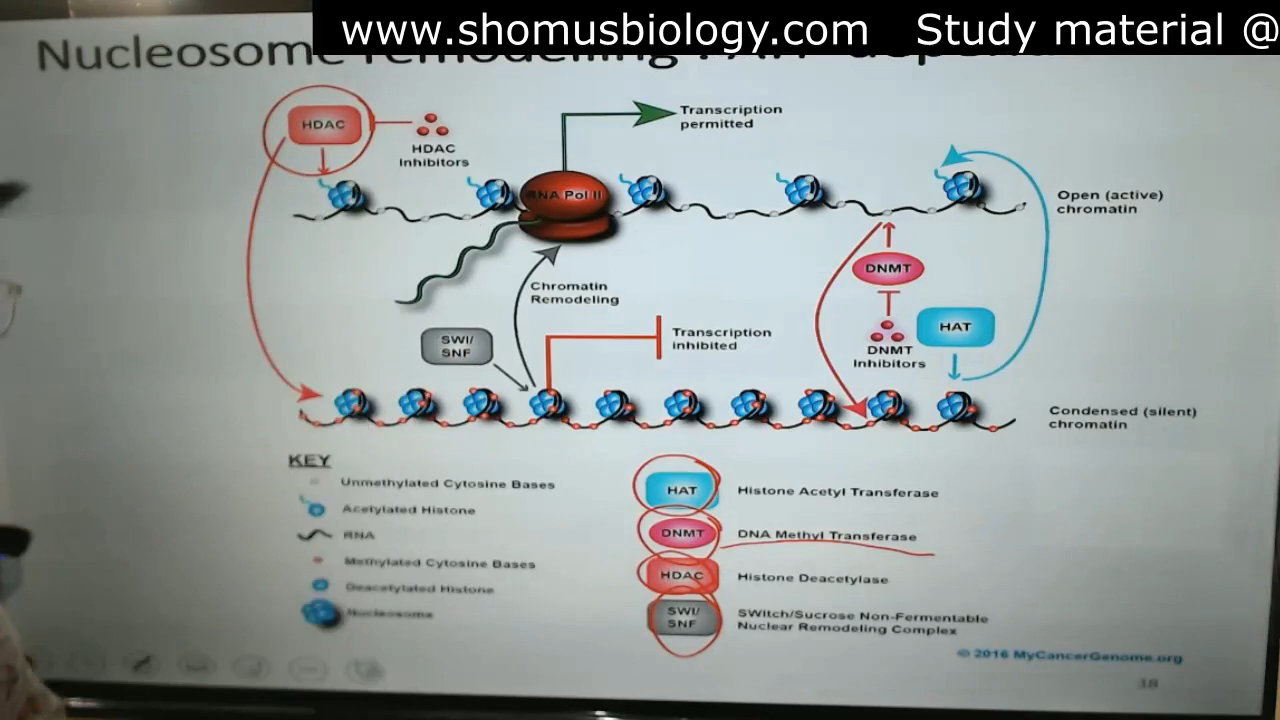 www.shomusbiology.com Study material @
Nucleosome remodelling
HDAC
HDAC
Inhibitors
Transcription
permitted
RNA Pol II
Open (active)
chromatin
DNMT
Chromatin
Remodeling
SWI/
SNF
Transcription
inhibited
HAT
DNMT
Inhibitors
Condensed (silent)
chromatin
KEY
Unmethylated Cytosine Bases
Acetylated Histone
RNA
Methylated Cytosine Bases
Deacetylated Histone
Nucleosome
HAT
Histone Acetyl Transferase
DNMT
DNA Methyl Transferase
HDAC
Histone Deacetylase
SWI/
SNF
SWitch/Sucrose Non-Fermentable
Nuclear Remodeling Complex
© 2016 MyCancerGenome.org
18